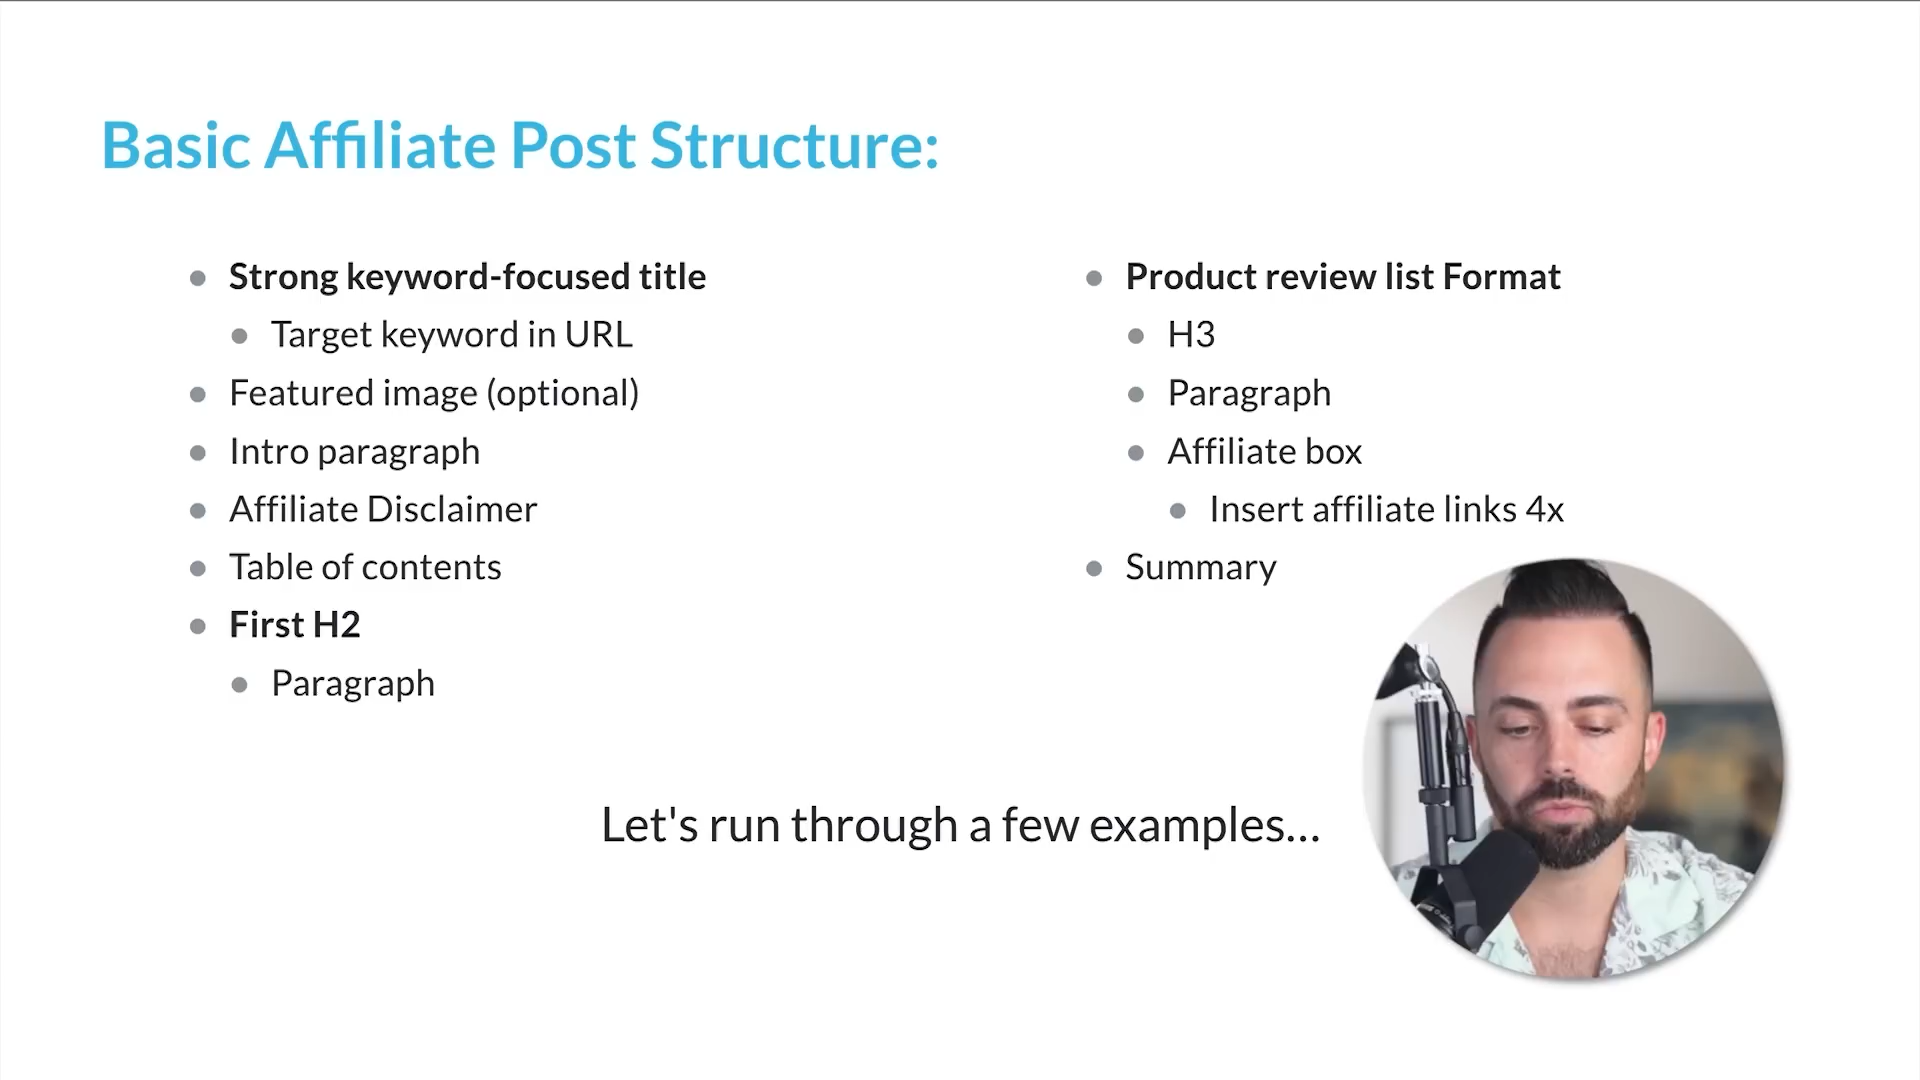 Basic Affiliate Post Structure:
Strong keyword-focused title
Target keyword in URL
Featured image (optional)
Intro paragraph
Affiliate Disclaimer
Table of contents
First H2
Paragraph
Product review list Format
H3
Paragraph
Affiliate box
Insert affiliate links 4x
Summary
Let's run through a few examples...